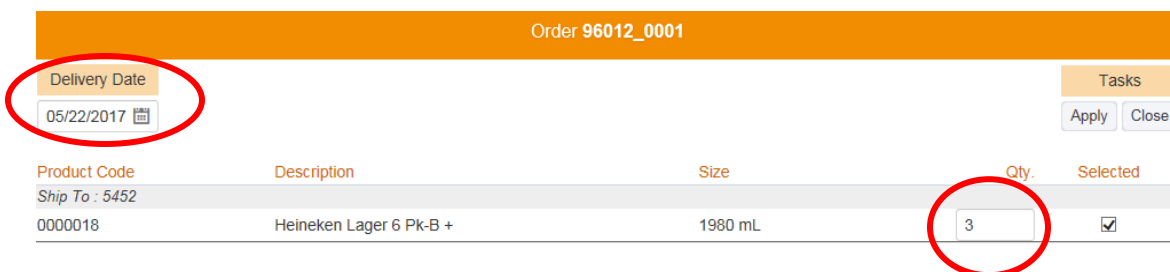 Order 96012_0001
Delivery Date Tasks
05/22/2017 Apply Close
Product Code Description Size Qty. Selected
Ship To : 5452
0000018 Heineken Lager 6 Pk-B + 1980 mL 3